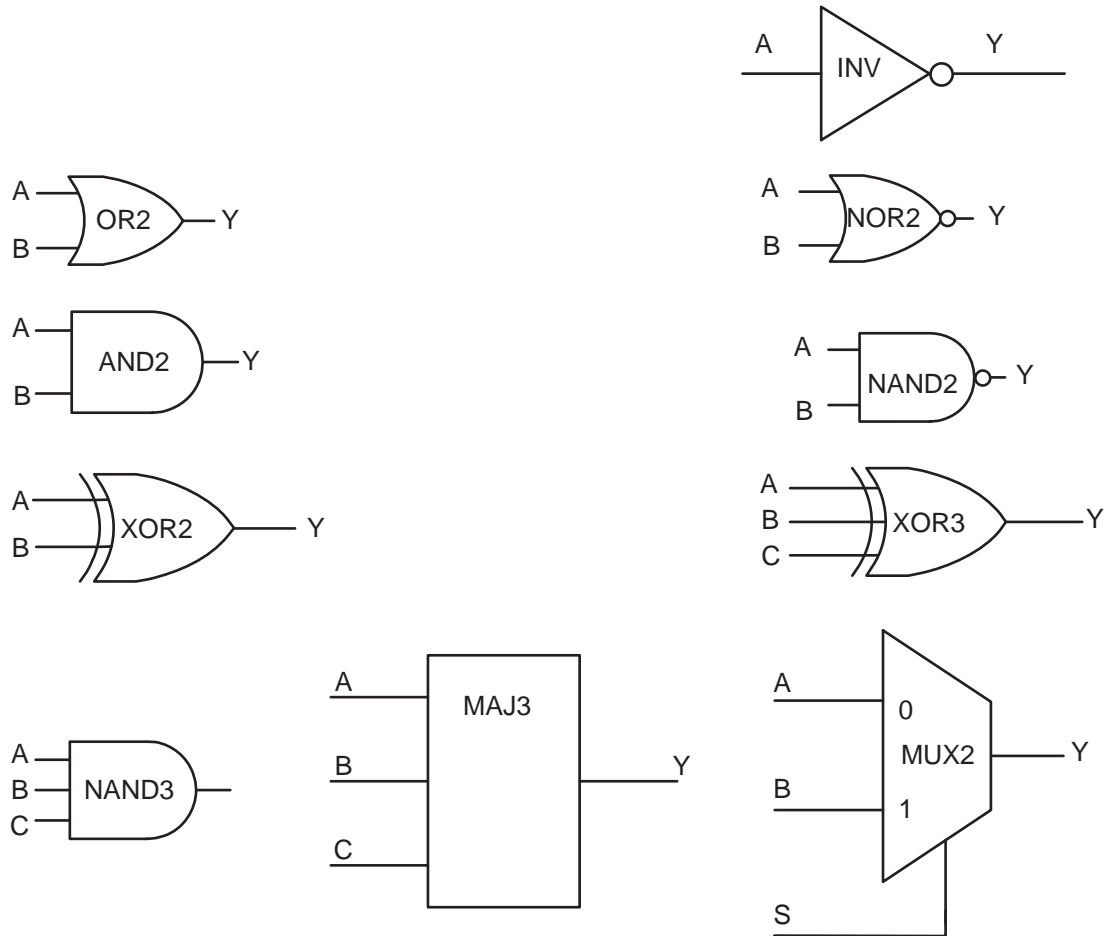 A INV Y
A OR2 Y
B
A NOR2 Y
B
A AND2 Y
B
A NAND2 Y
B
A XOR2 Y
B
A
B XOR3 Y
C
A
B NAND3
C
A MAJ3
B Y
C
A 0
MUX2 Y
B 1
S